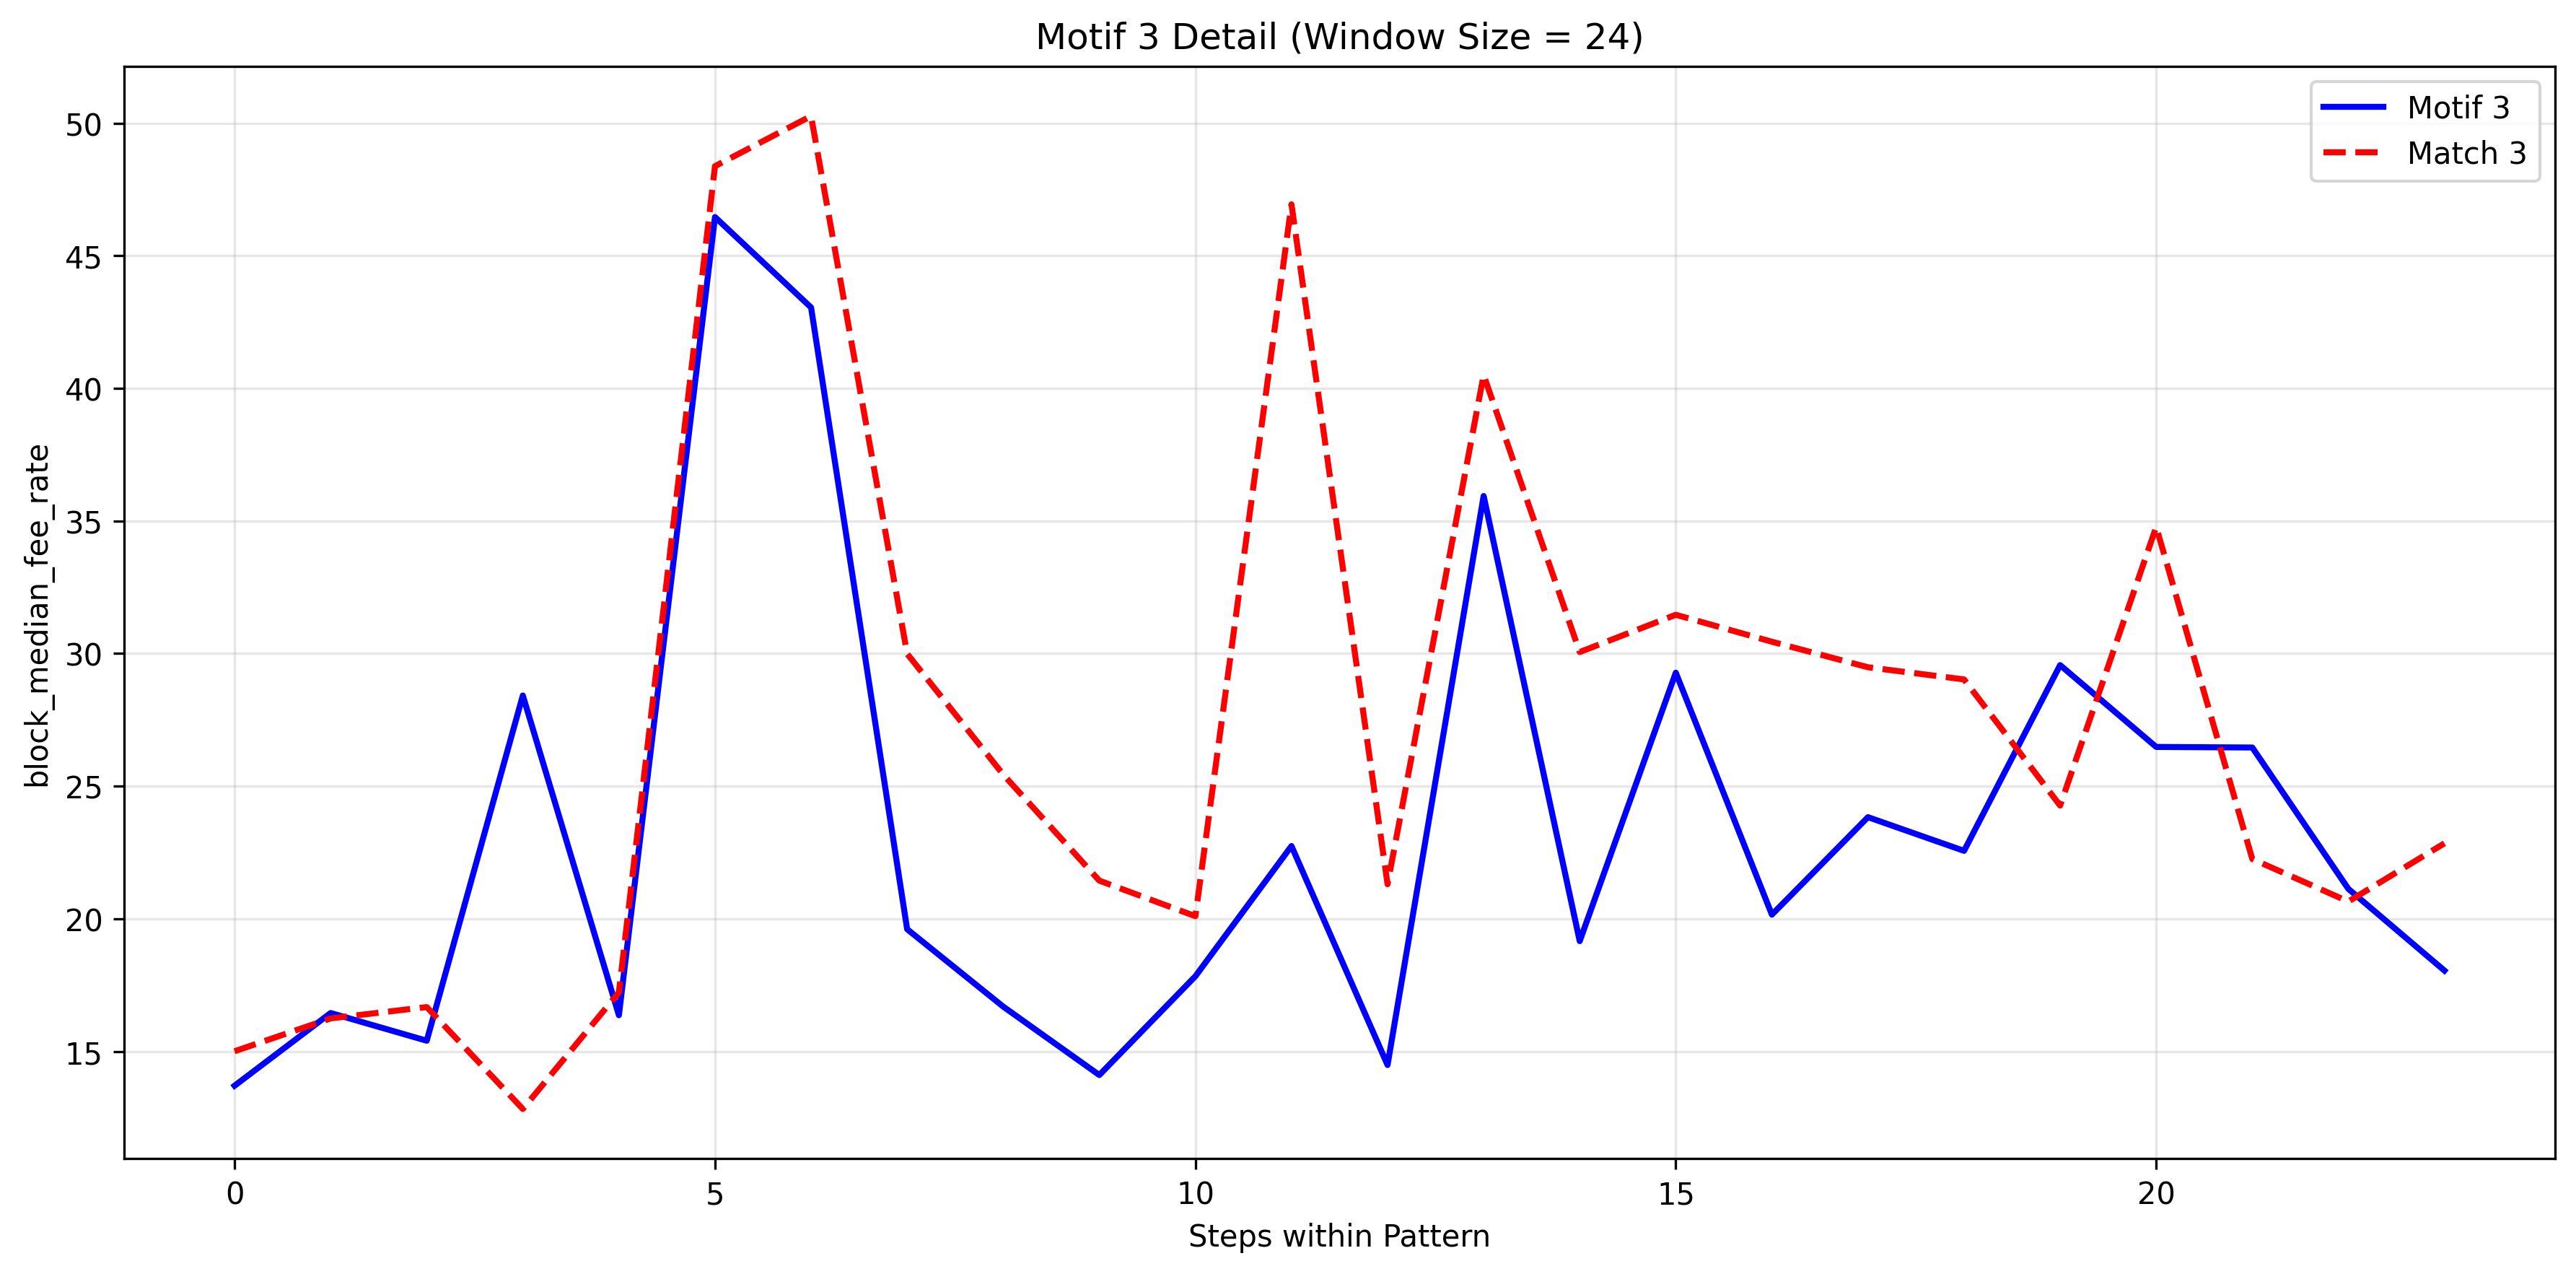 Motif 3 Detail (Window Size = 24)
Motif 3
Match 3
block_median_fee_rate
50
45
40
35
30
25
20
15
0 5 10 15 20
Steps within Pattern